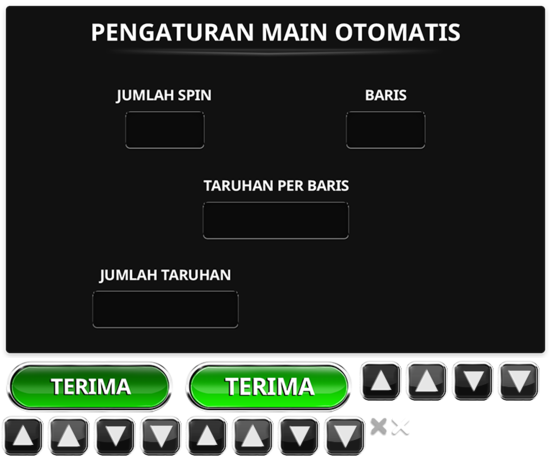 PENGATURAN MAIN OTOMATIS
JUMLAH SPIN
BARIS
TARUHAN PER BARIS
JUMLAH TARUHAN
TERIMA
TERIMA